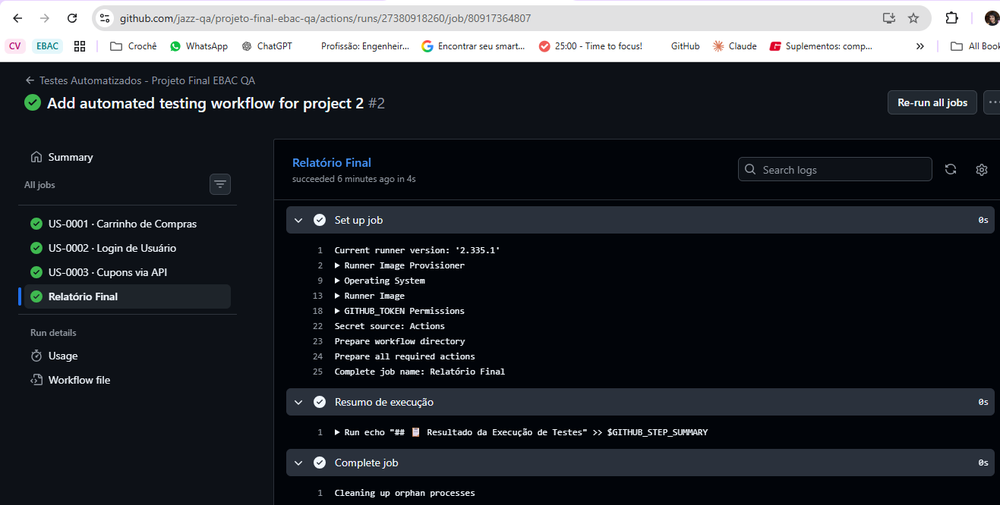 github.com/jazz-qa/projeto-final-ebac-qa/actions/runs/27380918260/job/80917364807
CV EBAC Crochê WhatsApp ChatGPT Profissão: Engenheir... Encontrar seu smart... 25:00 - Time to focus! GitHub Claude Suplementos: comp... » All Book
← Testes Automatizados - Projeto Final EBAC QA
Add automated testing workflow for project 2 #2
Re-run all jobs
Summary
All jobs
US-0001 · Carrinho de Compras
US-0002 · Login de Usuário
US-0003 · Cupons via API
Relatório Final
Run details
Usage
Workflow file
Relatório Final
succeeded 6 minutes ago in 4s
Search logs
Set up job 0s
1 Current runner version: '2.335.1'
2 ▶ Runner Image Provisioner
9 ▶ Operating System
13 ▶ Runner Image
18 ▶ GITHUB_TOKEN Permissions
22 Secret source: Actions
23 Prepare workflow directory
24 Prepare all required actions
25 Complete job name: Relatório Final
Resumo de execução 0s
1 ▶ Run echo "## 📋 Resultado da Execução de Testes" >> $GITHUB_STEP_SUMMARY
Complete job 0s
1 Cleaning up orphan processes